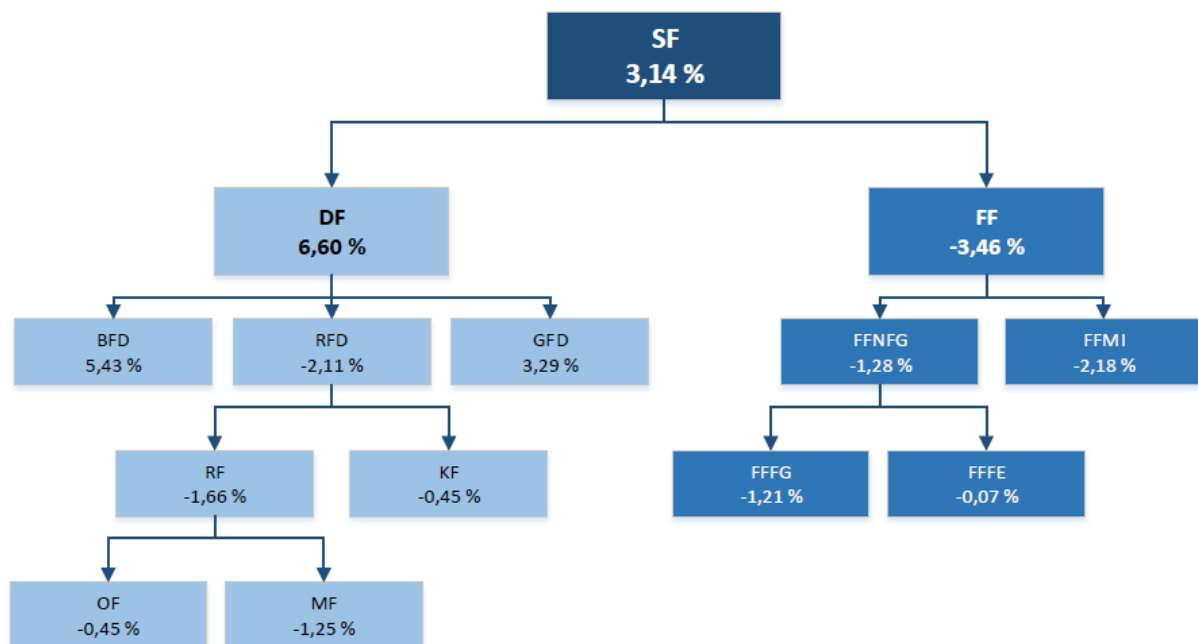 SF
3,14 %
DF
6,60 %
FF
-3,46 %
BFD
5,43 %
RFD
-2,11 %
GFD
3,29 %
FFNFG
-1,28 %
FFMI
-2,18 %
RF
-1,66 %
KF
-0,45 %
FFFG
-1,21 %
FFFE
-0,07 %
OF
-0,45 %
MF
-1,25 %